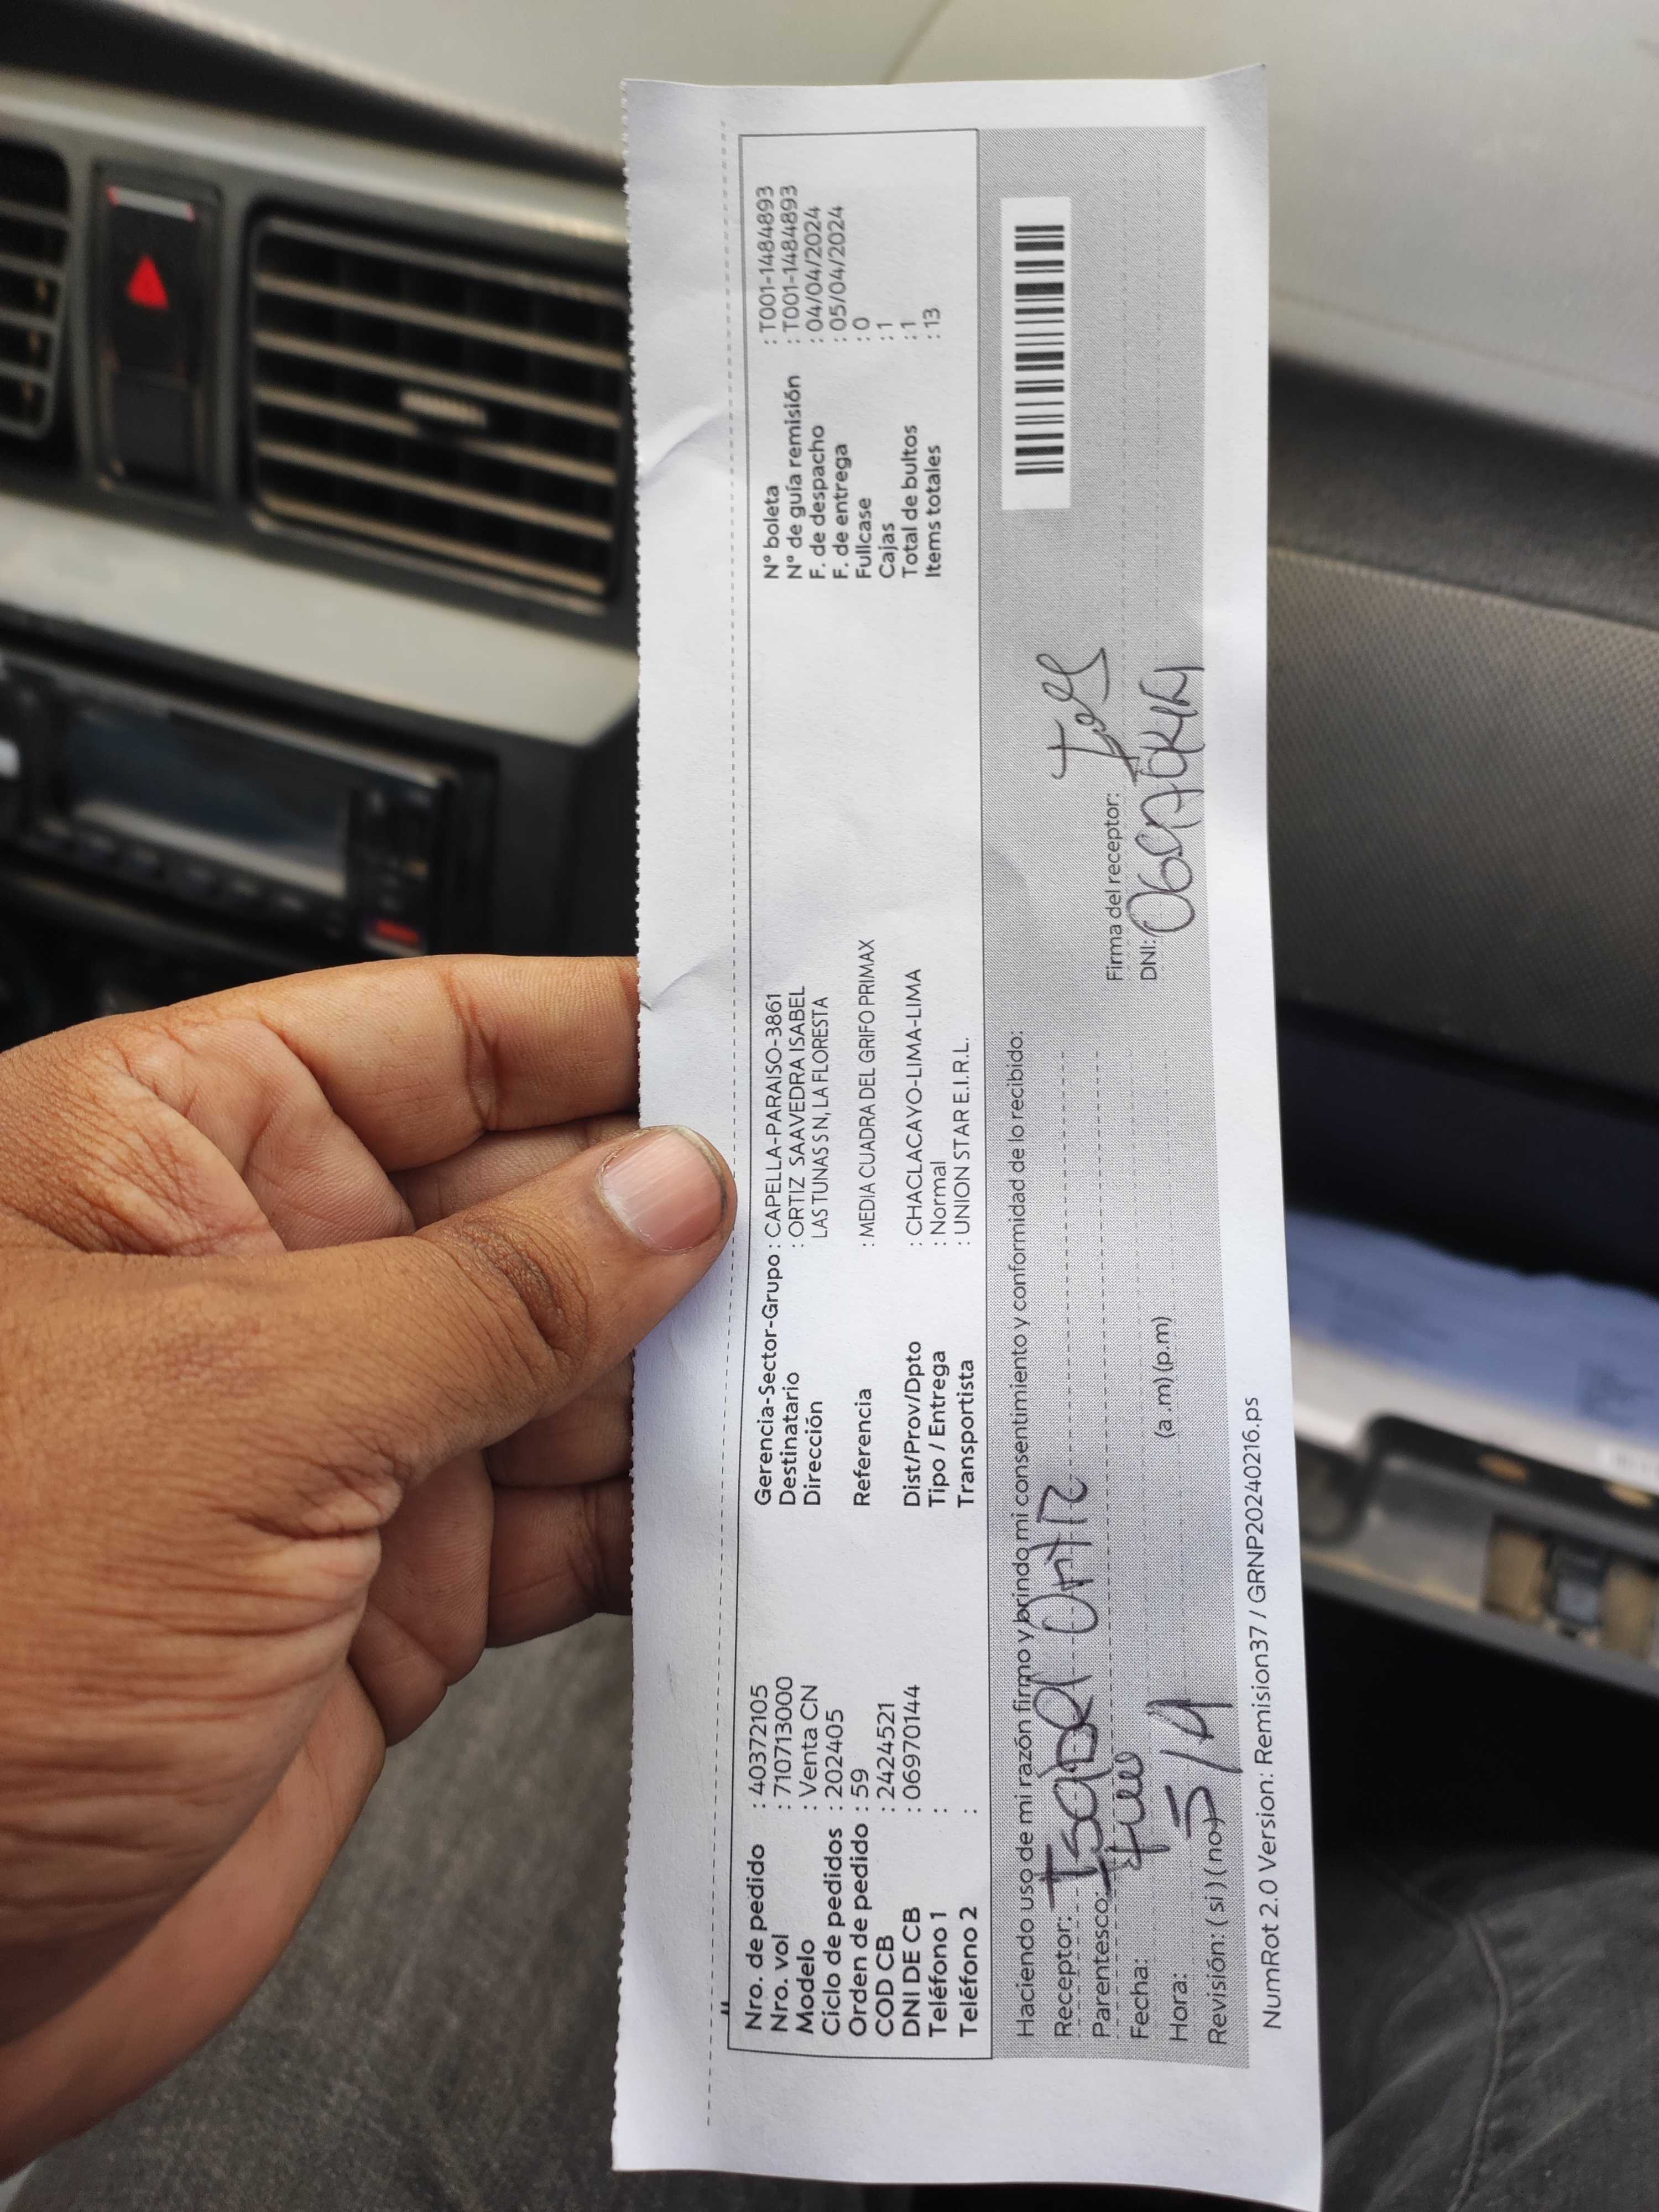 Nro. de pedido : 40372105
Nro. vol : 710713000
Modelo : Venta CN
Ciclo de pedidos : 202405
Orden de pedido : 59
COD CB : 2424521
DNI DE CB : 06970144
Teléfono 1 :
Teléfono 2 :
Gerencia-Sector-Grupo : CAPELLA-PARAISO-3861
Destinatario : ORTIZ SAAVEDRA ISABEL
Dirección LAS TUNAS SN, LA FLORESTA
Referencia : MEDIA CUADRA DEL GRIFO PRIMAX
Dist/Prov/Dpto : CHACLACAYO-LIMA-LIMA
Tipo / Entrega : Normal
Transportista : UNION STAR E.I.R.L.
N° boleta : T001-1484893
N° de guía remisión : T001-1484893
F. de despacho : 04/04/2024
F. de entrega : 05/04/2024
Fullcase : 0
Cajas : 1
Total de bultos : 1
Items totales : 13
Haciendo uso de mi razón firmo y brindo mi consentimiento y conformidad de lo recibido:
Receptor: Isabel Ortiz
Parentesco
Fecha:
Hora: 5/4 (a .m) (p.m)
Revisión: ( si ) ( no )
Firma del receptor:
DNI:
NumRot 2.0 Version: Remision37 / GRNP20240216.ps